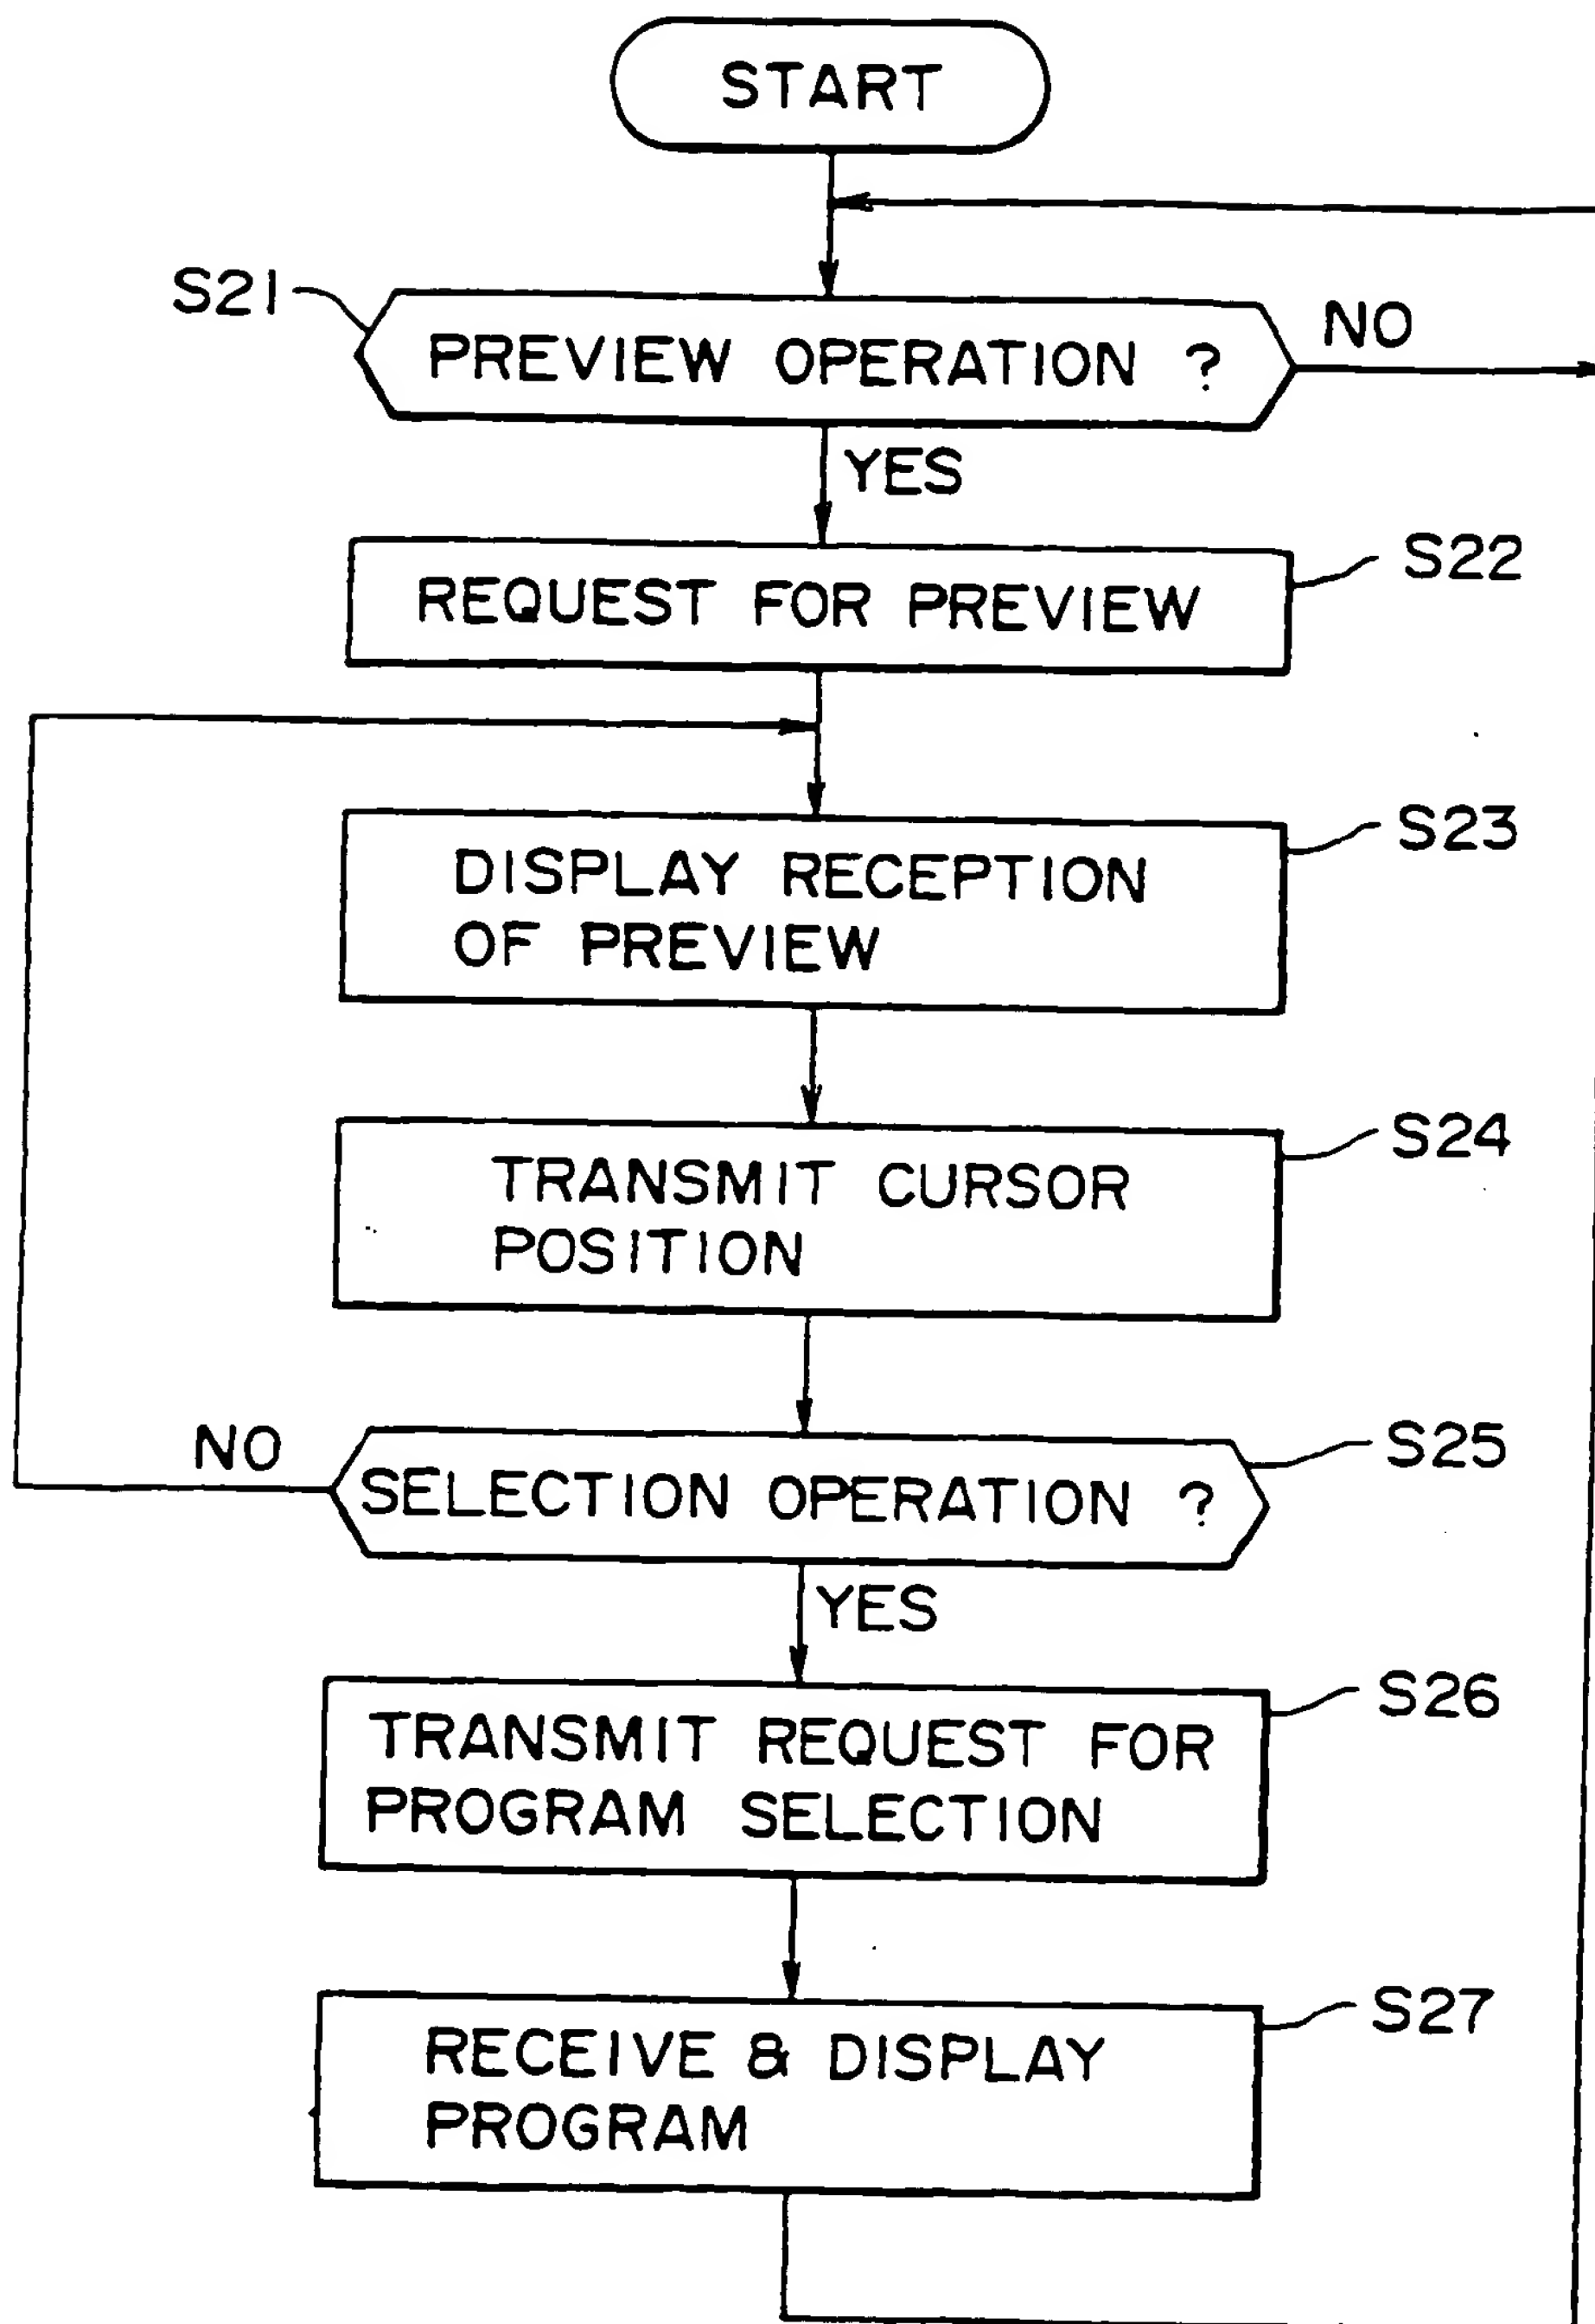 START
S21
PREVIEW OPERATION ?
NO
YES
REQUEST FOR PREVIEW
S22
DISPLAY RECEPTION
OF PREVIEW
S23
TRANSMIT CURSOR
POSITION
S24
NO
SELECTION OPERATION ?
S25
YES
TRANSMIT REQUEST FOR
PROGRAM SELECTION
S26
RECEIVE & DISPLAY
PROGRAM
S27